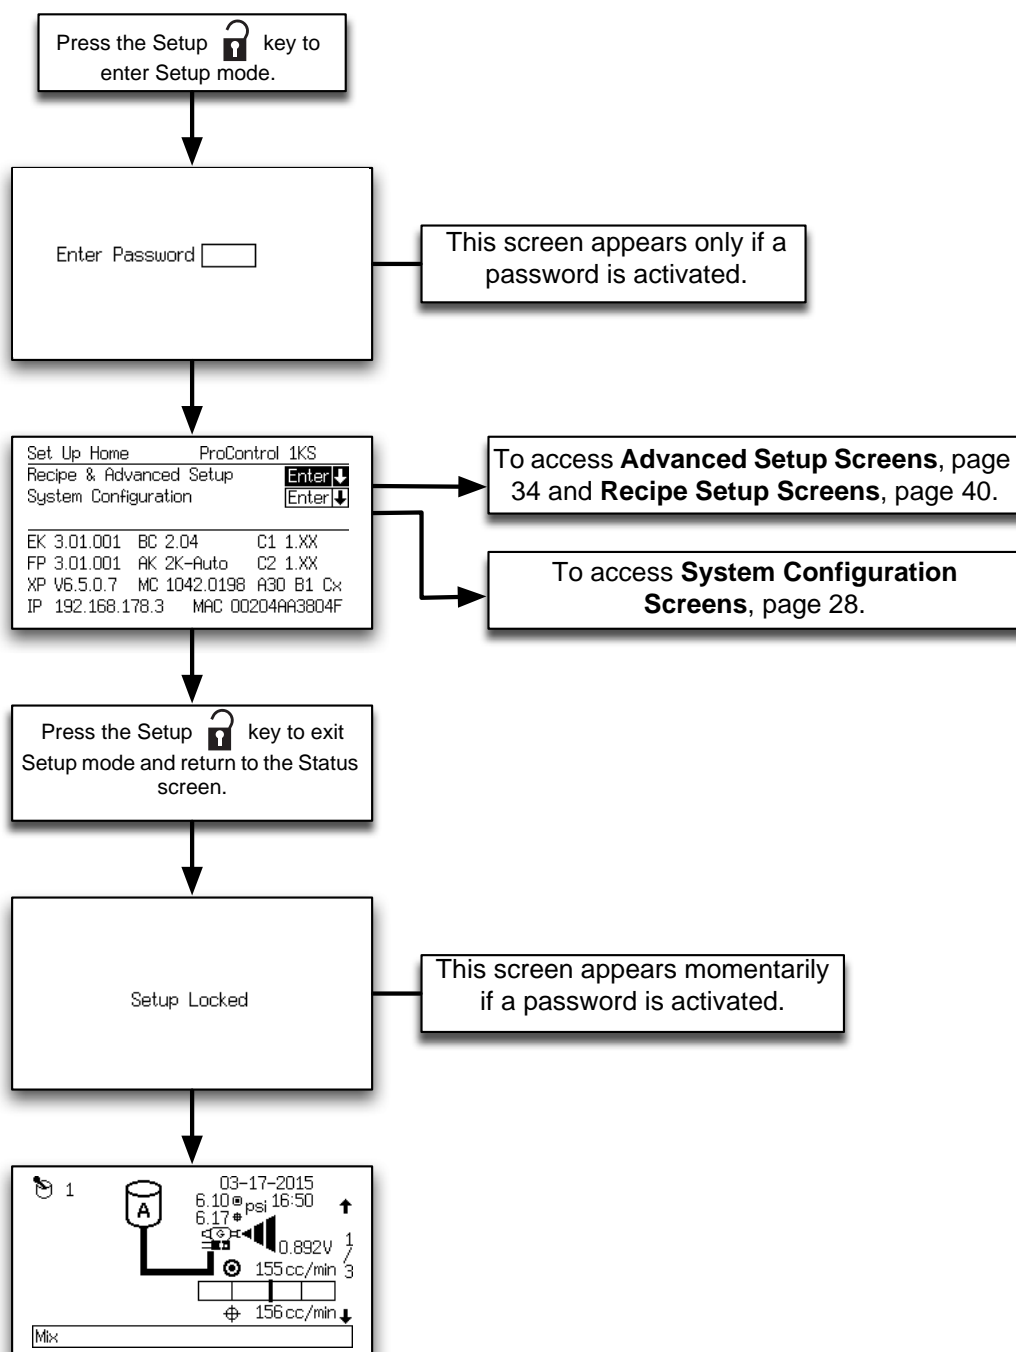 Press the Setup key to
enter Setup mode.
Enter Password
This screen appears only if a
password is activated.
Set Up Home ProControl 1KS
Recipe & Advanced Setup Enter
System Configuration Enter
EK 3.01.001 BC 2.04 C1 1.XX
FP 3.01.001 AK 2K-Auto C2 1.XX
XP V6.5.0.7 MC 1042.0198 A30 B1 Cx
IP 192.168.178.3 MAC 00204AA3804F
To access Advanced Setup Screens, page
34 and Recipe Setup Screens, page 40.
To access System Configuration
Screens, page 28.
Press the Setup key to exit
Setup mode and return to the Status
screen.
Setup Locked
This screen appears momentarily
if a password is activated.
1
A
03-17-2015
6.10 psi 16:50
6.17
G
0.892V
1
/
3
155 cc/min
156 cc/min
Mix